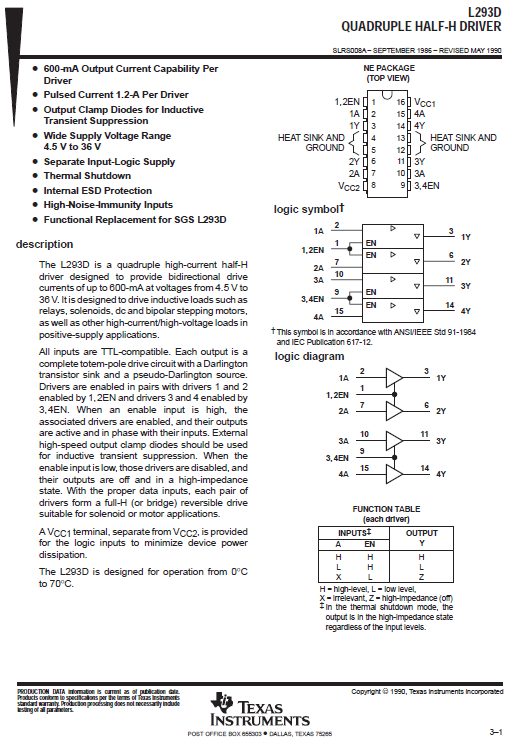 L293D
QUADRUPLE HALF-H DRIVER
SLRS008A – SEPTEMBER 1986 – REVISED MAY 1990
● 600-mA Output Current Capability Per
Driver
● Pulsed Current 1.2-A Per Driver
● Output Clamp Diodes for Inductive
Transient Suppression
● Wide Supply Voltage Range
4.5 V to 36 V
● Separate Input-Logic Supply
● Thermal Shutdown
● Internal ESD Protection
● High-Noise-Immunity Inputs
● Functional Replacement for SGS L293D
description
The L293D is a quadruple high-current half-H
driver designed to provide bidirectional drive
currents of up to 600-mA at voltages from 4.5 V to
36 V. It is designed to drive inductive loads such as
relays, solenoids, dc and bipolar stepping motors,
as well as other high-current/high-voltage loads in
positive-supply applications.
All inputs are TTL-compatible. Each output is a
complete totem-pole drive circuit with a Darlington
transistor sink and a pseudo-Darlington source.
Drivers are enabled in pairs with drivers 1 and 2
enabled by 1,2EN and drivers 3 and 4 enabled by
3,4EN. When an enable input is high, the
associated drivers are enabled, and their outputs
are active and in phase with their inputs. External
high-speed output clamp diodes should be used
for inductive transient suppression. When the
enable input is low, those drivers are disabled, and
their outputs are off and in a high-impedance
state. With the proper data inputs, each pair of
drivers form a full-H (or bridge) reversible drive
suitable for solenoid or motor applications.
A VCC1 terminal, separate from VCC2, is provided
for the logic inputs to minimize device power
dissipation.
The L293D is designed for operation from 0°C
to 70°C.
NE PACKAGE
(TOP VIEW)
1,2EN 1 16 VCC1
1A 2 15 4A
1Y 3 14 4Y
HEAT SINK AND 4 13 HEAT SINK AND
GROUND 5 12 GROUND
2Y 6 11 3Y
2A 7 10 3A
VCC2 8 9 3,4EN
logic symbol†
1A 2 3 1Y
1,2EN 1 EN
EN 6 2Y
2A 7
3A 10 11 3Y
3,4EN 9 EN
EN 14 4Y
4A 15
† This symbol is in accordance with ANSI/IEEE Std 91-1984
and IEC Publication 617-12.
logic diagram
1A 2 3 1Y
1,2EN 1
2A 7 6 2Y
3A 10 11 3Y
3,4EN 9
4A 15 14 4Y
FUNCTION TABLE
(each driver)
INPUTS‡ OUTPUT
A EN Y
H H H
L H L
X L Z
H = high-level, L = low level,
X = irrelevant, Z = high-impedance (off)
‡ In the thermal shutdown mode, the
output is in the high-impedance state
regardless of the input levels.
PRODUCTION DATA information is current as of publication date.
Products conform to specifications per the terms of Texas Instruments
standard warranty. Production processing does not necessarily include
testing of all parameters.
TEXAS
INSTRUMENTS
POST OFFICE BOX 655303 ● DALLAS, TEXAS 75265
Copyright © 1990, Texas Instruments Incorporated
3–1